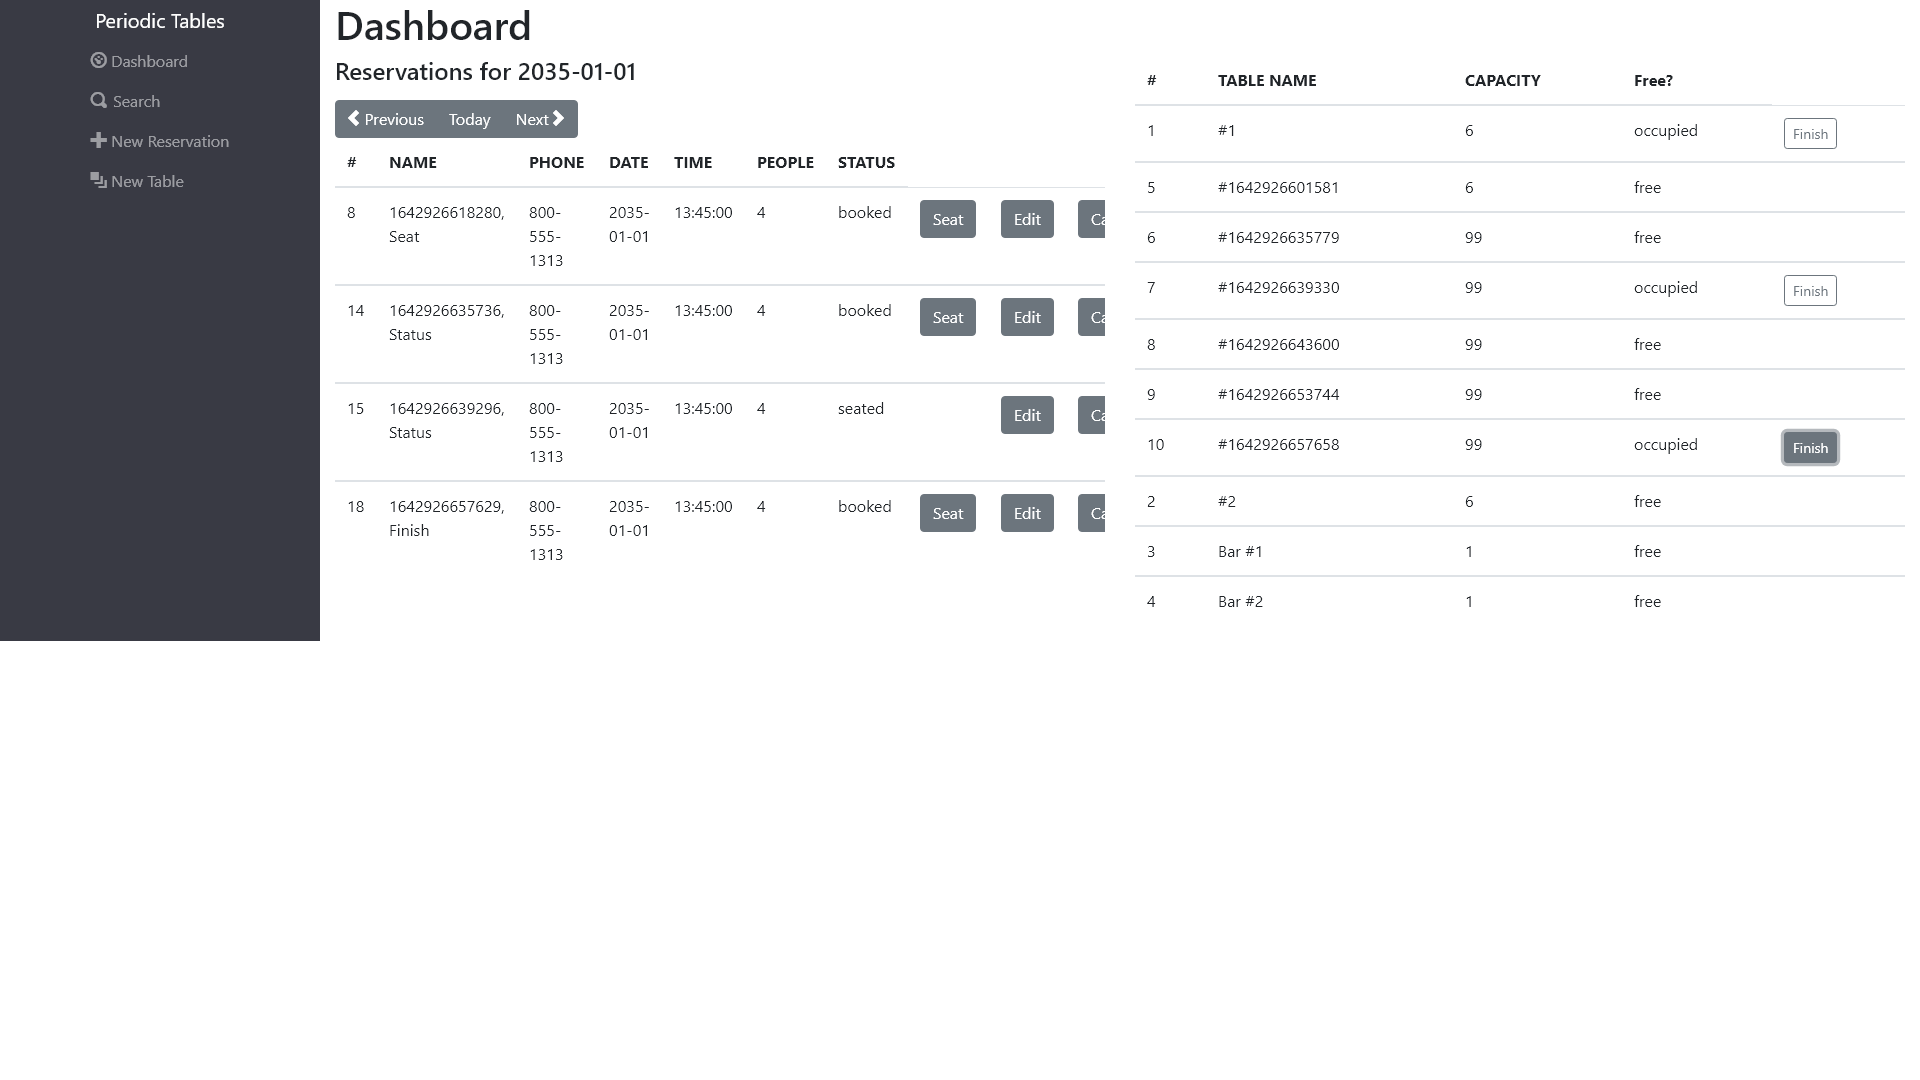 Periodic Tables
Dashboard
Search
New Reservation
New Table
Dashboard
Reservations for 2035-01-01
Previous Today Next
# NAME PHONE DATE TIME PEOPLE STATUS
8 1642926618280, 800- 2035- 13:45:00 4 booked Seat Edit Ca
Seat 555- 01-01
1313
14 1642926635736, 800- 2035- 13:45:00 4 booked Seat Edit Ca
Status 555- 01-01
1313
15 1642926639296, 800- 2035- 13:45:00 4 seated Edit Ca
Status 555- 01-01
1313
18 1642926657629, 800- 2035- 13:45:00 4 booked Seat Edit Ca
Finish 555- 01-01
1313
# TABLE NAME CAPACITY Free?
1 #1 6 occupied Finish
5 #1642926601581 6 free
6 #1642926635779 99 free
7 #1642926639330 99 occupied Finish
8 #1642926643600 99 free
9 #1642926653744 99 free
10 #1642926657658 99 occupied Finish
2 #2 6 free
3 Bar #1 1 free
4 Bar #2 1 free